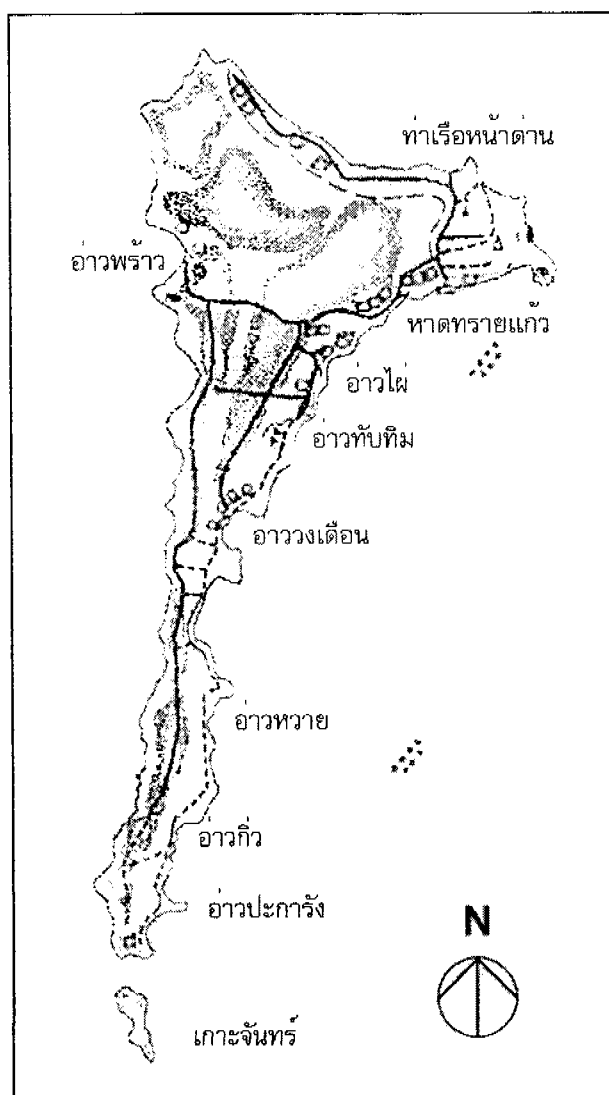 ท่าเรือหน้าด่าน
อ่าวพร้าว
หาดทรายแก้ว
อ่าวไผ่
อ่าวทับทิม
อาววงเดือน
อ่าวหวาย
อ่าวกิ่ว
อ่าวปะการัง
N
เกาะจันทร์